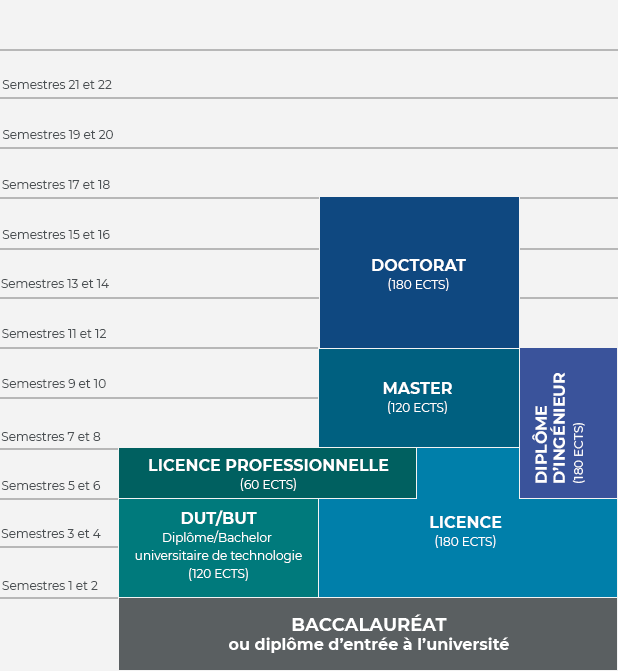 Semestres 21 et 22
Semestres 19 et 20
Semestres 17 et 18
Semestres 15 et 16
Semestres 13 et 14
Semestres 11 et 12
Semestres 9 et 10
Semestres 7 et 8
Semestres 5 et 6
Semestres 3 et 4
Semestres 1 et 2
DOCTORAT
(180 ECTS)
MASTER
(120 ECTS)
DIPLÔME
D’INGÉNIEUR
(180 ECTS)
LICENCE PROFESSIONNELLE
(60 ECTS)
DUT/BUT
Diplôme/Bachelor
universitaire de technologie
(120 ECTS)
LICENCE
(180 ECTS)
BACCALAURÉAT
ou diplôme d’entrée à l’université